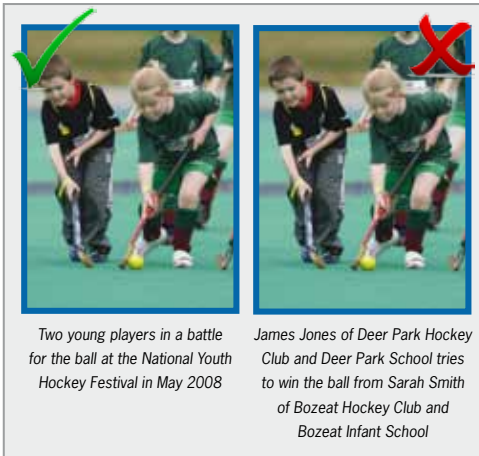 Two young players in a battle
for the ball at the National Youth
Hockey Festival in May 2008
James Jones of Deer Park Hockey
Club and Deer Park School tries
to win the ball from Sarah Smith
of Bozeat Hockey Club and
Bozeat Infant School